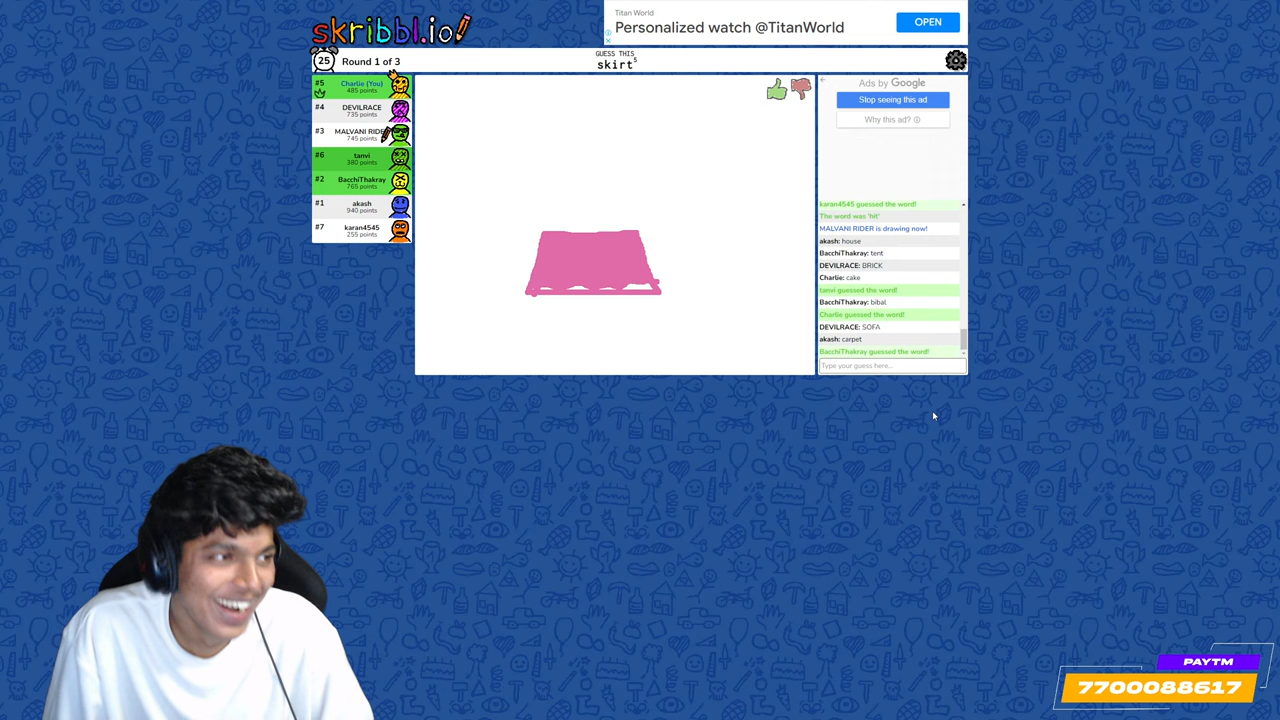 skribbl.io
Titan World
Personalized watch @TitanWorld
OPEN
25
Round 1 of 3
GUESS THIS
skirt5
#5
Charlie (You)
485 points
#4
DEVILRACE
735 points
#3
MALVANI RIDE
745 points
#6
tanvi
380 points
#2
BacchiThakray
765 points
#1
akash
940 points
#7
karan4545
255 points
Ads by Google
Stop seeing this ad
Why this ad?
karan4545 guessed the word!
The word was 'hit'
MALVANI RIDER is drawing now!
akash: house
BacchiThakray: tent
DEVILRACE: BRICK
Charlie: cake
tanvi guessed the word!
BacchiThakray: bibal
Charlie guessed the word!
DEVILRACE: SOFA
akash: carpet
BacchiThakray guessed the word!
Type your guess here...
PAYTM
7700088617